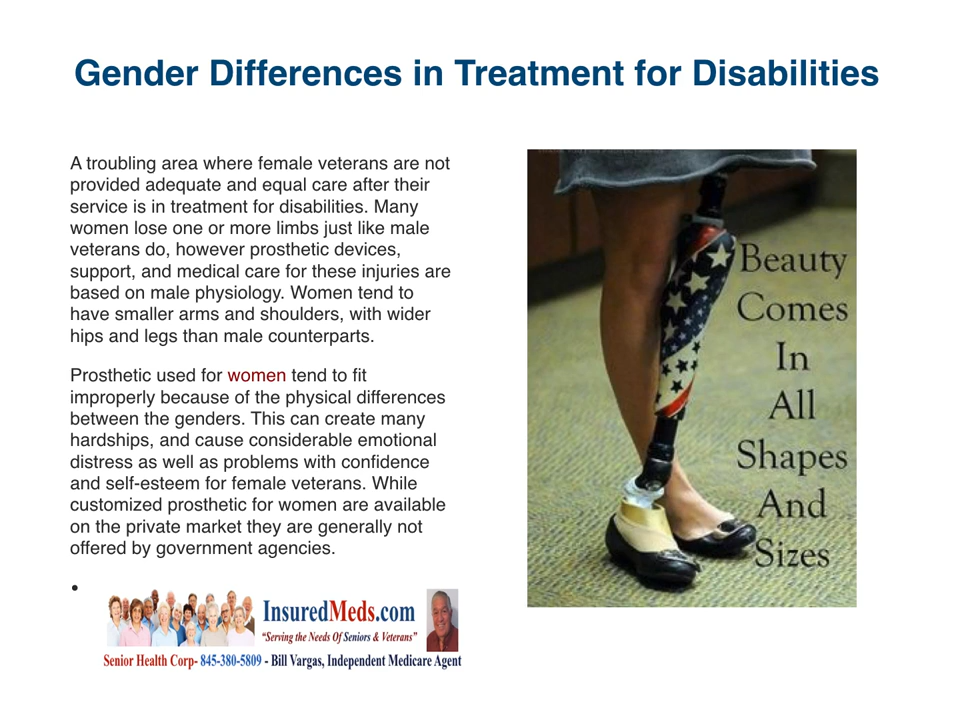 Gender Differences in Treatment for Disabilities
A troubling area where female veterans are not
provided adequate and equal care after their
service is in treatment for disabilities. Many
women lose one or more limbs just like male
veterans do, however prosthetic devices,
support, and medical care for these injuries are
based on male physiology. Women tend to
have smaller arms and shoulders, with wider
hips and legs than male counterparts.
Prosthetic used for women tend to fit
improperly because of the physical differences
between the genders. This can create many
hardships, and cause considerable emotional
distress as well as problems with confidence
and self-esteem for female veterans. While
customized prosthetic for women are available
on the private market they are generally not
offered by government agencies.
•
InsuredMeds.com
“Serving the Needs Of Seniors & Veterans”
Senior Health Corp- 845-380-5809 - Bill Vargas, Independent Medicare Agent
Beauty
Comes
In
All
Shapes
And
Sizes